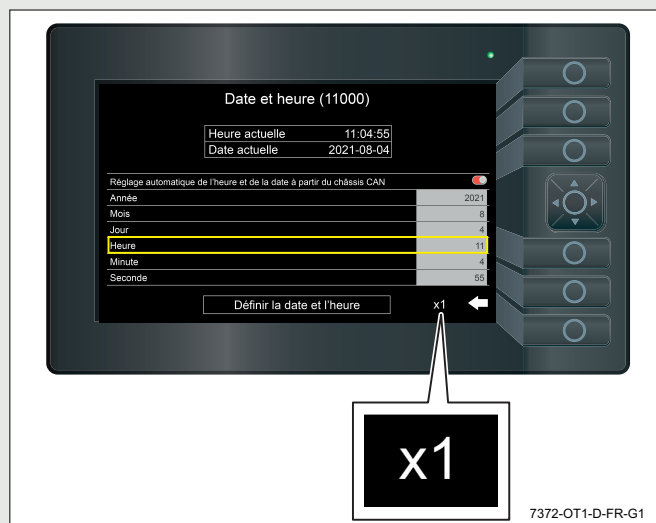 Date et heure (11000)
Heure actuelle 11:04:55
Date actuelle 2021-08-04
Réglage automatique de l'heure et de la date à partir du châssis CAN
Année 2021
Mois 8
Jour 4
Heure 11
Minute 4
Seconde 55
Définir la date et l'heure x1
x1
7372-OT1-D-FR-G1